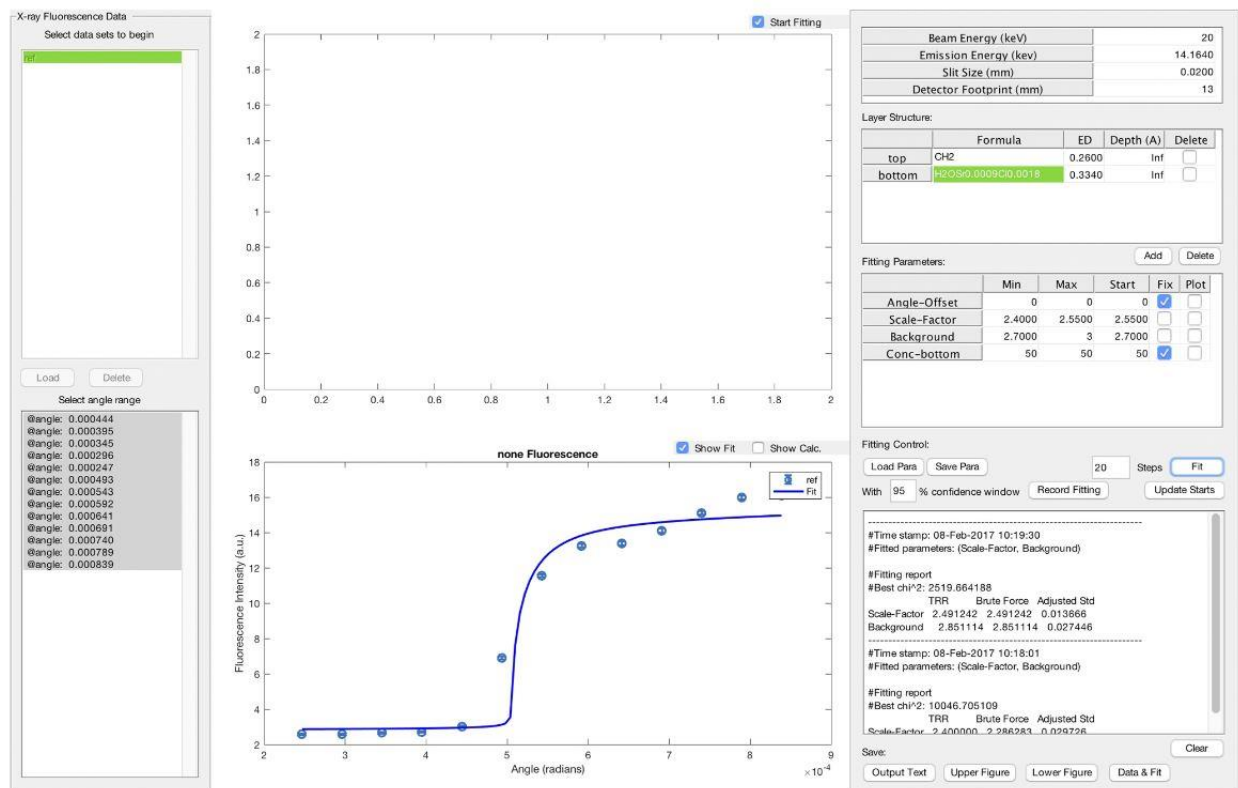 X-ray Fluorescence Data
Select data sets to begin
ref
Load Delete
Select angle range
@angle: 0.000444
@angle: 0.000395
@angle: 0.000345
@angle: 0.000296
@angle: 0.000247
@angle: 0.000493
@angle: 0.000543
@angle: 0.000592
@angle: 0.000641
@angle: 0.000691
@angle: 0.000740
@angle: 0.000789
@angle: 0.000839
Start Fitting
2
1.8
1.6
1.4
1.2
1
0.8
0.6
0.4
0.2
0
0 0.2 0.4 0.6 0.8 1 1.2 1.4 1.6 1.8 2
Show Fit Show Calc.
none Fluorescence
ref
Fit
Fluorescence Intensity (a.u.)
18
16
14
12
10
8
6
4
2
2 3 4 5 6 7 8 9
Angle (radians)
×10-4
Beam Energy (keV) 20
Emission Energy (kev) 14.1640
Slit Size (mm) 0.0200
Detector Footprint (mm) 13
Layer Structure:
Formula ED Depth (A) Delete
top CH2 0.2600 Inf
bottom H2OSr0.0009Cl0.0018 0.3340 Inf
Add Delete
Fitting Parameters:
Min Max Start Fix Plot
Angle-Offset 0 0 0
Scale-Factor 2.4000 2.5500 2.5500
Background 2.7000 3 2.7000
Conc-bottom 50 50 50
Fitting Control:
Load Para Save Para 20 Steps Fit
With 95 % confidence window Record Fitting Update Starts
#Time stamp: 08-Feb-2017 10:19:30
#Fitted parameters: (Scale-Factor, Background)
#Fitting report
#Best chi^2: 2519.664188
TRR Brute Force Adjusted Std
Scale-Factor 2.491242 2.491242 0.013666
Background 2.851114 2.851114 0.027446
#Time stamp: 08-Feb-2017 10:18:01
#Fitted parameters: (Scale-Factor, Background)
#Fitting report
#Best chi^2: 10046.705109
TRR Brute Force Adjusted Std
Scale-Factor 2.400000 2.286283 0.029726
Save:
Clear
Output Text Upper Figure Lower Figure Data & Fit